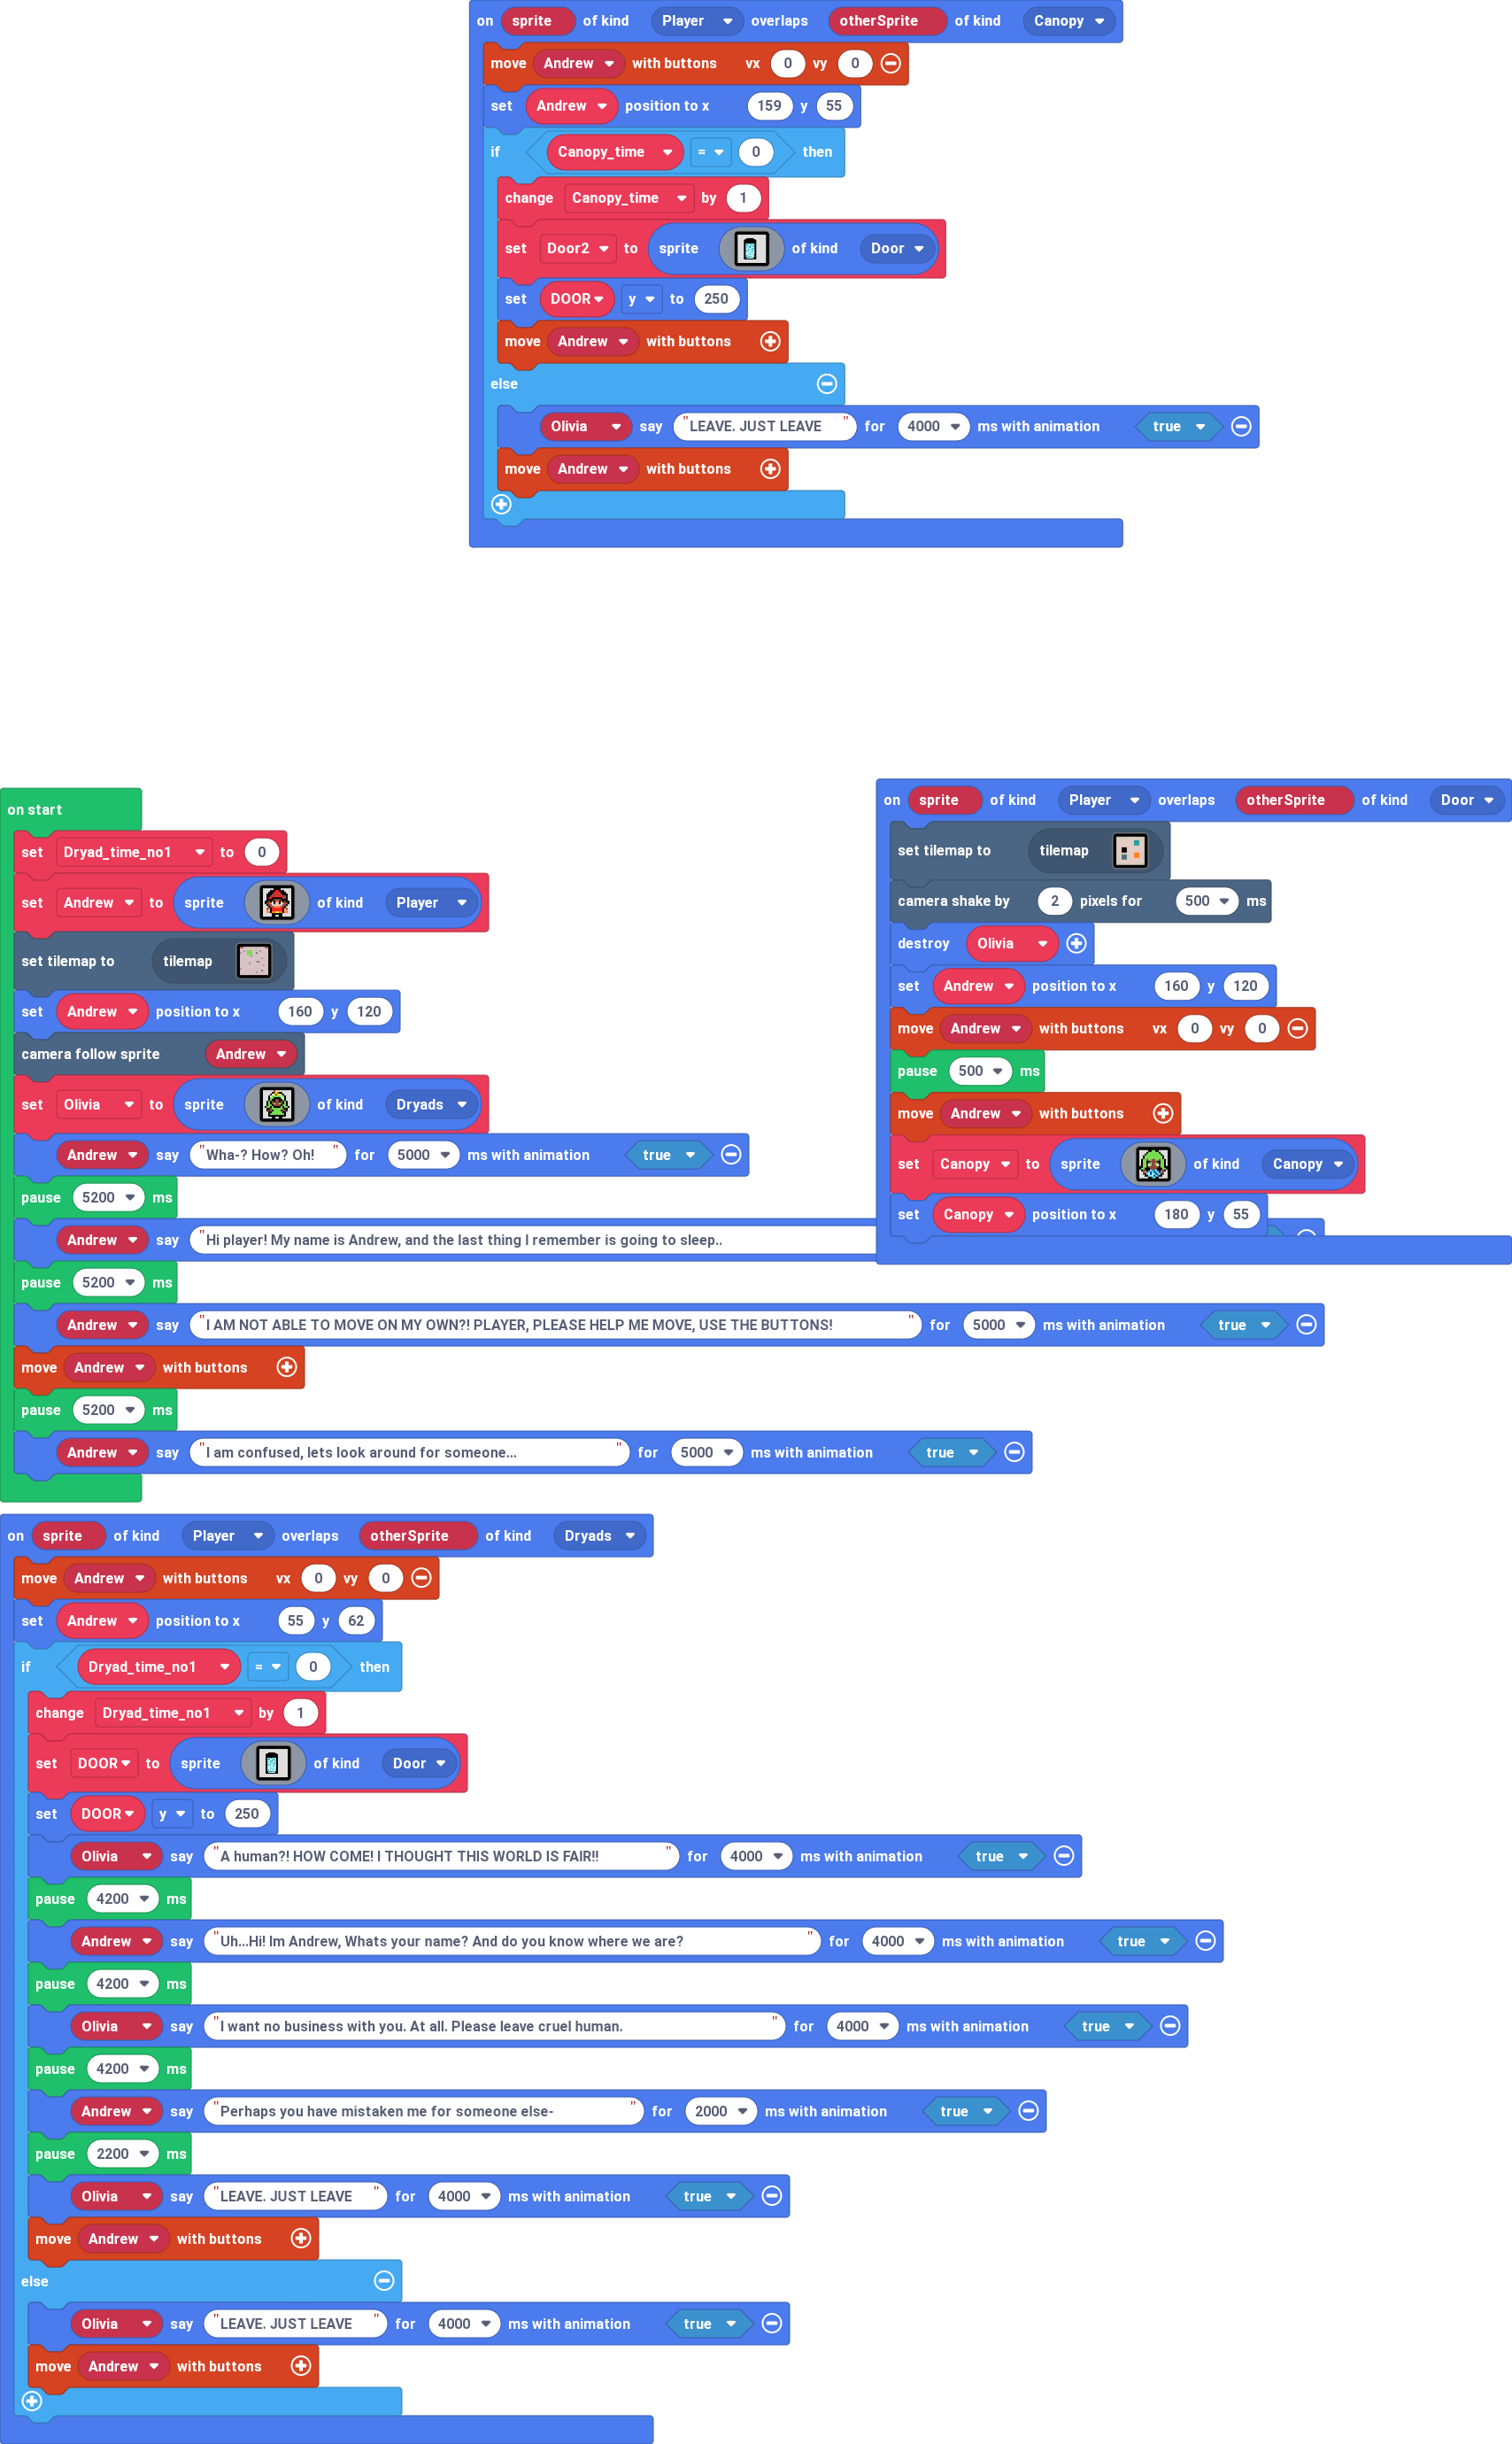 on sprite of kind Player overlaps otherSprite of kind Canopy
move Andrew with buttons vx 0 vy 0
set Andrew position to x 159 y 55
if Canopy_time = 0 then
change Canopy_time by 1
set Door2 to sprite of kind Door
set DOOR y to 250
move Andrew with buttons
else
Olivia say "LEAVE. JUST LEAVE" for 4000 ms with animation true
move Andrew with buttons
on start
set Dryad_time_no1 to 0
set Andrew to sprite of kind Player
set tilemap to tilemap
set Andrew position to x 160 y 120
camera follow sprite Andrew
set Olivia to sprite of kind Dryads
Andrew say "Wha-? How? Oh!" for 5000 ms with animation true
pause 5200 ms
Andrew say "Hi player! My name is Andrew, and the last thing I remember is going to sleep..
pause 5200 ms
Andrew say "I AM NOT ABLE TO MOVE ON MY OWN?! PLAYER, PLEASE HELP ME MOVE, USE THE BUTTONS!" for 5000 ms with animation true
move Andrew with buttons
pause 5200 ms
Andrew say "I am confused, lets look around for someone..." for 5000 ms with animation true
on sprite of kind Player overlaps otherSprite of kind Door
set tilemap to tilemap
camera shake by 2 pixels for 500 ms
destroy Olivia
set Andrew position to x 160 y 120
move Andrew with buttons vx 0 vy 0
pause 500 ms
move Andrew with buttons
set Canopy to sprite of kind Canopy
set Canopy position to x 180 y 55
on sprite of kind Player overlaps otherSprite of kind Dryads
move Andrew with buttons vx 0 vy 0
set Andrew position to x 55 y 62
if Dryad_time_no1 = 0 then
change Dryad_time_no1 by 1
set DOOR to sprite of kind Door
set DOOR y to 250
Olivia say "A human?! HOW COME! I THOUGHT THIS WORLD IS FAIR!!" for 4000 ms with animation true
pause 4200 ms
Andrew say "Uh...Hi! Im Andrew, Whats your name? And do you know where we are?" for 4000 ms with animation true
pause 4200 ms
Olivia say "I want no business with you. At all. Please leave cruel human." for 4000 ms with animation true
pause 4200 ms
Andrew say "Perhaps you have mistaken me for someone else-" for 2000 ms with animation true
pause 2200 ms
Olivia say "LEAVE. JUST LEAVE" for 4000 ms with animation true
move Andrew with buttons
else
Olivia say "LEAVE. JUST LEAVE" for 4000 ms with animation true
move Andrew with buttons